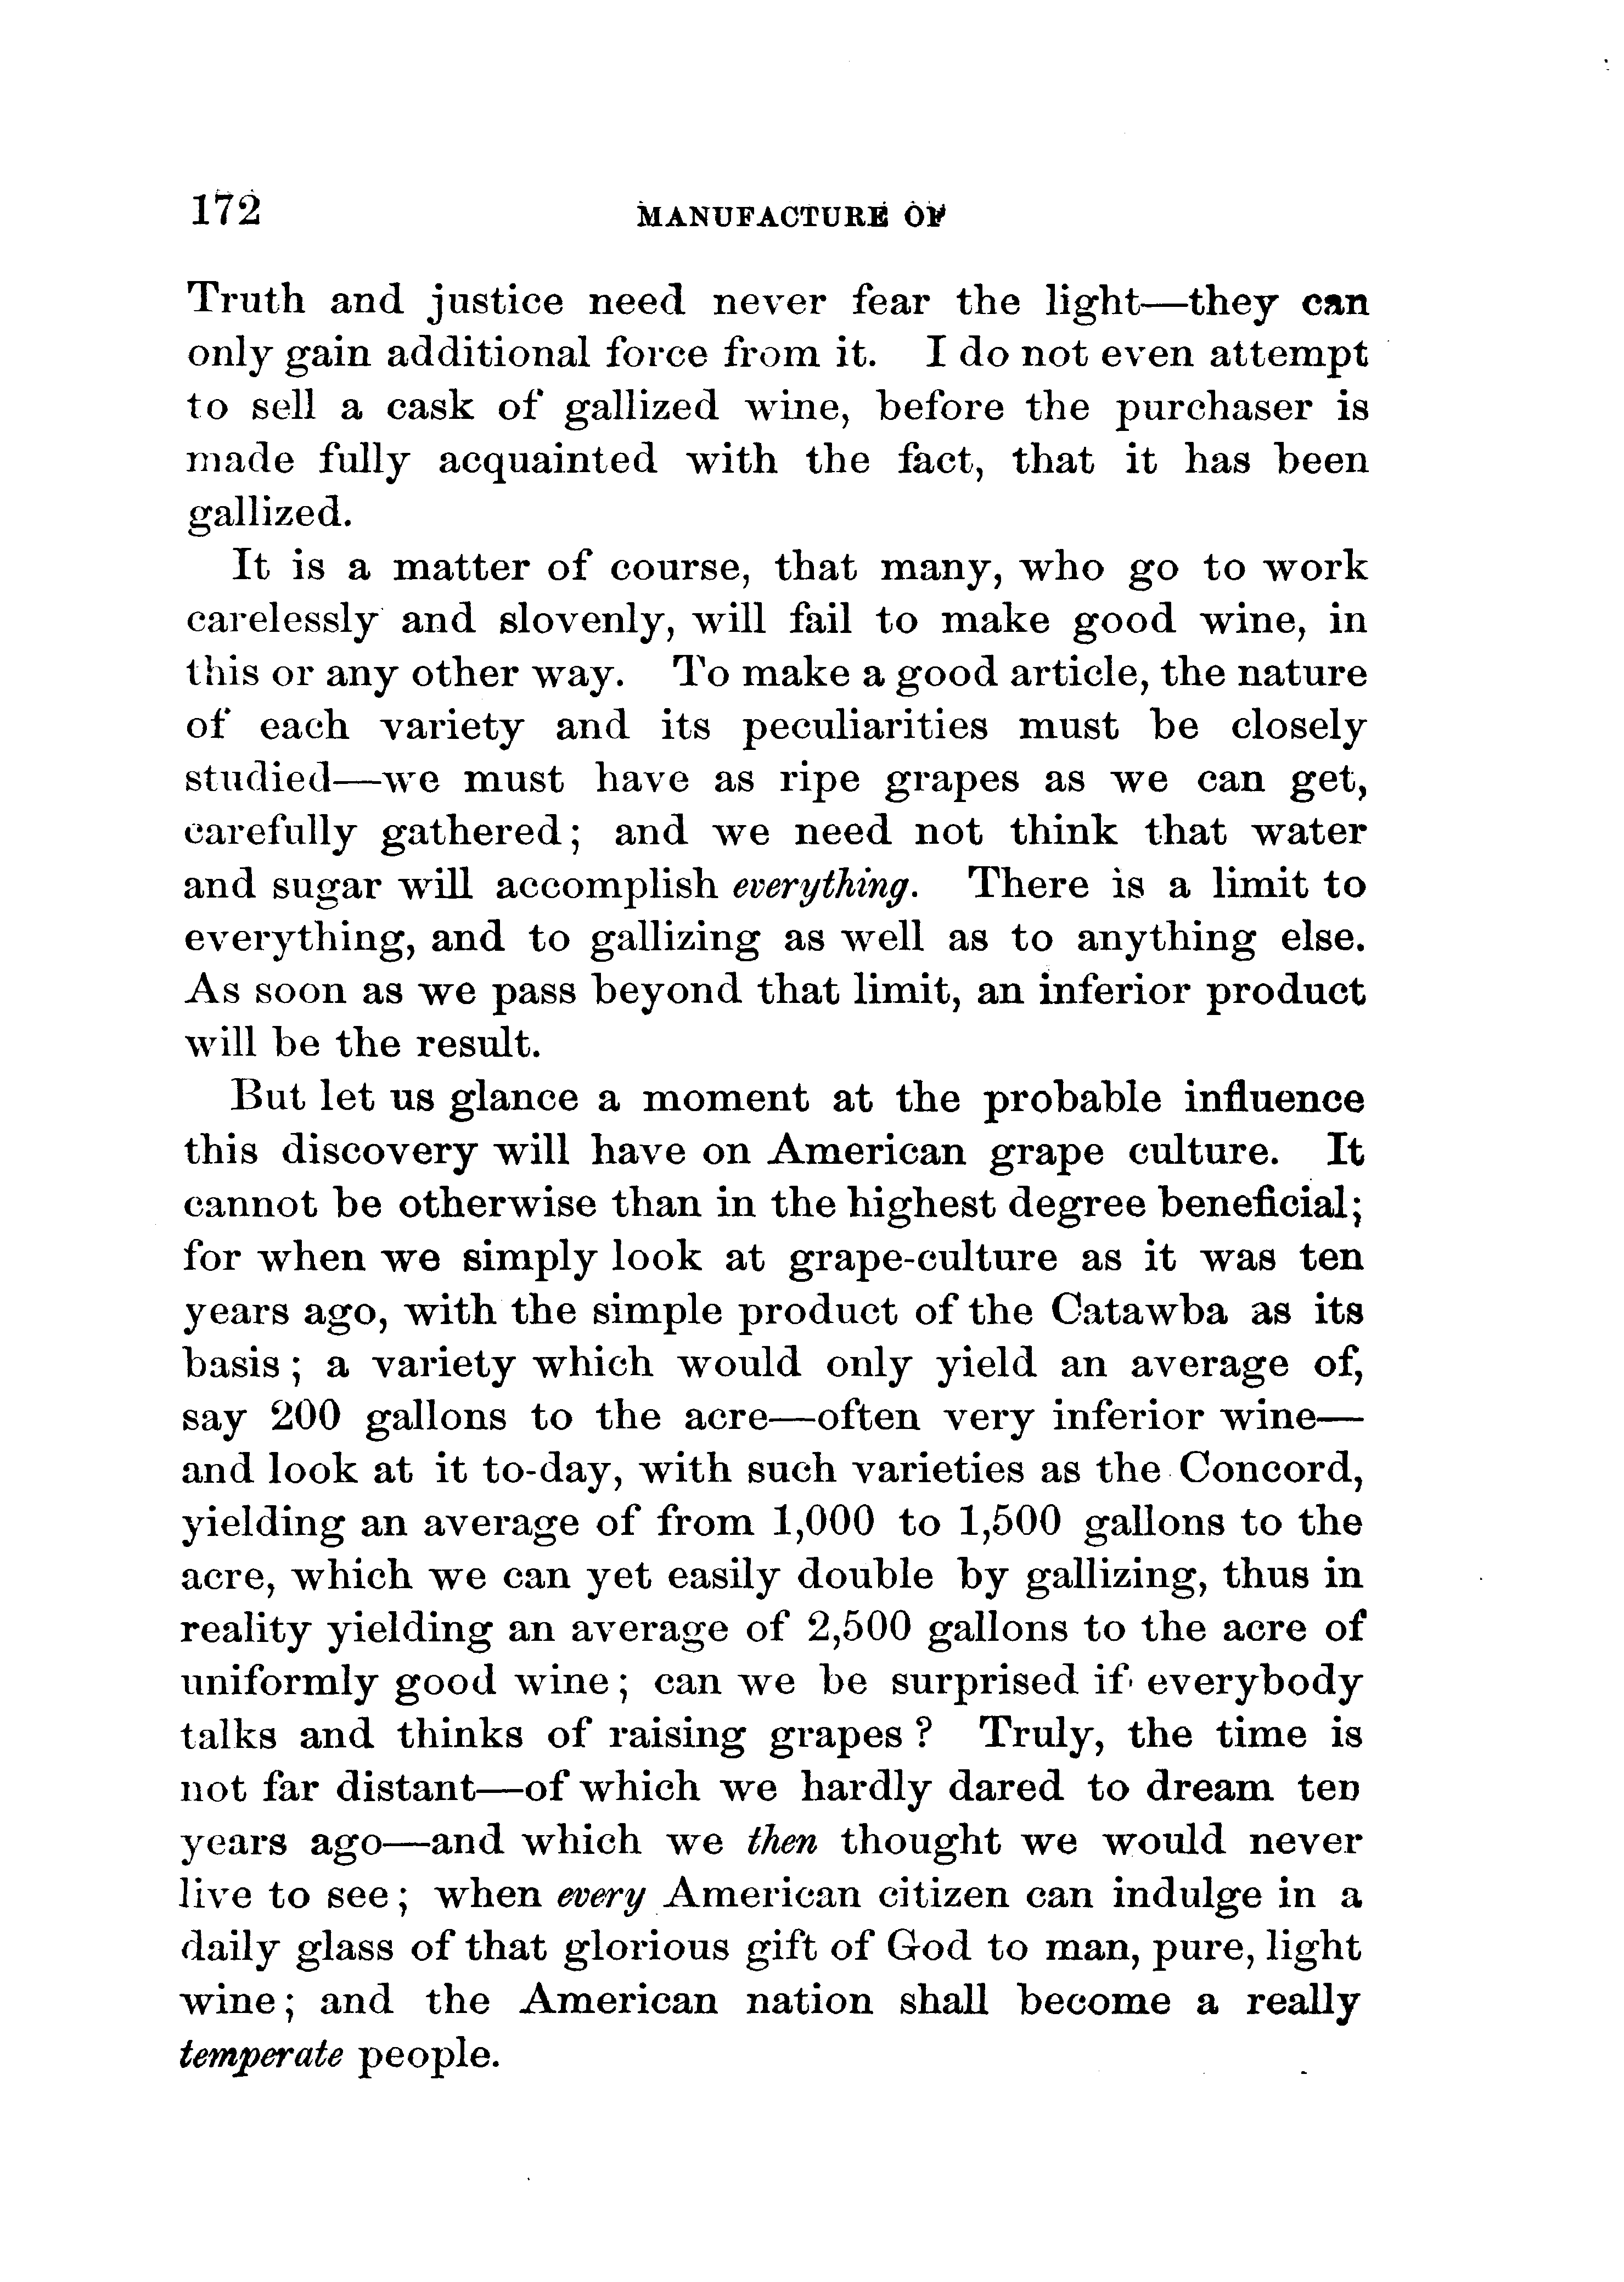 172 MANUFACTURE OF
Truth and justice need never fear the light—they can
only gain additional force from it. I do not even attempt
to sell a cask of gallized wine, before the purchaser is
made fully acquainted with the fact, that it has been
gallized.
It is a matter of course, that many, who go to work
carelessly and slovenly, will fail to make good wine, in
this or any other way. To make a good article, the nature
of each variety and its peculiarities must be closely
studied—we must have as ripe grapes as we can get,
carefully gathered; and we need not think that water
and sugar will accomplish everything. There is a limit to
everything, and to gallizing as well as to anything else.
As soon as we pass beyond that limit, an inferior product
will be the result.
But let us glance a moment at the probable influence
this discovery will have on American grape culture. It
cannot be otherwise than in the highest degree beneficial;
for when we simply look at grape-culture as it was ten
years ago, with the simple product of the Catawba as its
basis; a variety which would only yield an average of,
say 200 gallons to the acre—often very inferior wine—
and look at it to-day, with such varieties as the Concord,
yielding an average of from 1,000 to 1,500 gallons to the
acre, which we can yet easily double by gallizing, thus in
reality yielding an average of 2,500 gallons to the acre of
uniformly good wine; can we be surprised if everybody
talks and thinks of raising grapes? Truly, the time is
not far distant—of which we hardly dared to dream ten
years ago—and which we then thought we would never
live to see; when every American citizen can indulge in a
daily glass of that glorious gift of God to man, pure, light
wine; and the American nation shall become a really
temperate people.